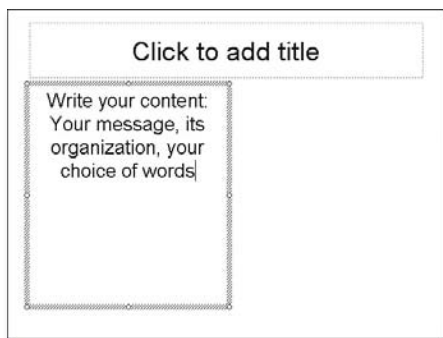 Click to add title
Write your content:
Your message, its
organization, your
choice of words